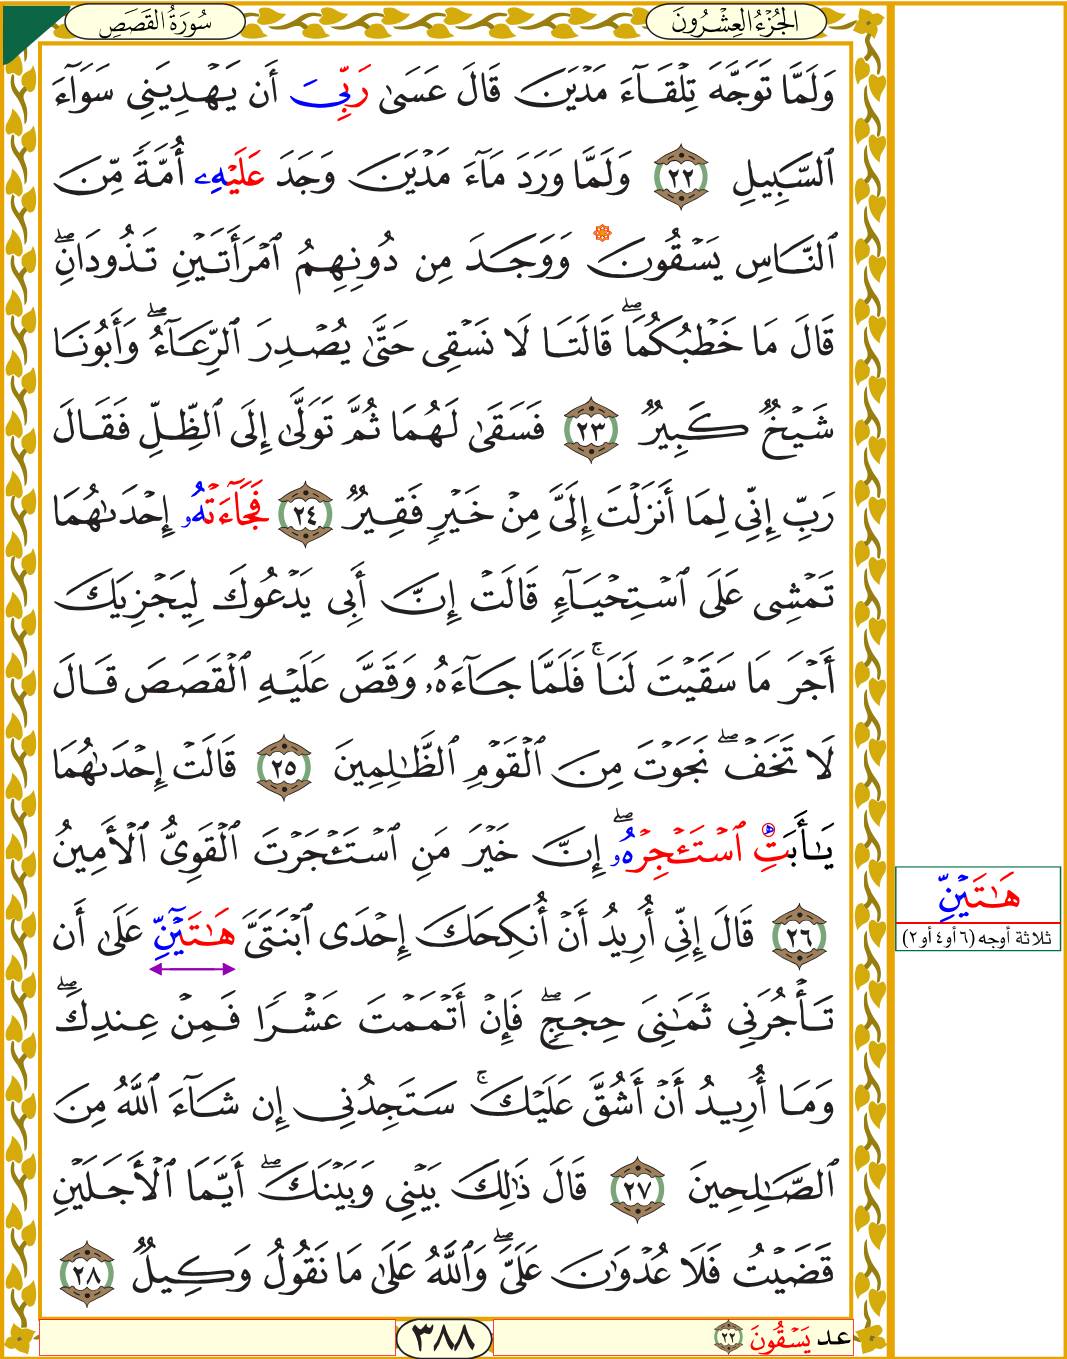 سُورَةُ القَصَصِ
الجُزْءُ العِشْرُونَ
وَلَمَّا تَوَجَّهَ تِلْقَآءَ مَدْيَنَ قَالَ عَسَىٰ رَبِّىَ أَن يَهْدِيَنِى سَوَآءَ
ٱلسَّبِيلِ ٢٢ وَلَمَّا وَرَدَ مَآءَ مَدْيَنَ وَجَدَ عَلَيْهِۦ أُمَّةً مِّنَ
ٱلنَّاسِ يَسْقُونَ وَوَجَدَ مِن دُونِهِمُ ٱمْرَأَتَيْنِ تَذُودَانِۖ
قَالَ مَا خَطْبُكُمَاۖ قَالَتَا لَا نَسْقِى حَتَّىٰ يُصْدِرَ ٱلرِّعَآءُۖ وَأَبُونَا
شَيْخٌ كَبِيرٌ ٢٣ فَسَقَىٰ لَهُمَا ثُمَّ تَوَلَّىٰ إِلَى ٱلظِّلِّ فَقَالَ
رَبِّ إِنِّى لِمَا أَنزَلْتَ إِلَىَّ مِنْ خَيْرٍ فَقِيرٌ ٢٤ فَجَآءَتْهُۥ إِحْدَىٰهُمَا
تَمْشِى عَلَى ٱسْتِحْيَآءٍ قَالَتْ إِنَّ أَبِى يَدْعُوكَ لِيَجْزِيَكَ
أَجْرَ مَا سَقَيْتَ لَنَاۚ فَلَمَّا جَآءَهُۥ وَقَصَّ عَلَيْهِ ٱلْقَصَصَ قَالَ
لَا تَخَفْۖ نَجَوْتَ مِنَ ٱلْقَوْمِ ٱلظَّٰلِمِينَ ٢٥ قَالَتْ إِحْدَىٰهُمَا
يَٰأَبَتِ ٱسْتَـْٔجِرْهُۥۖ إِنَّ خَيْرَ مَنِ ٱسْتَـْٔجَرْتَ ٱلْقَوِىُّ ٱلْأَمِينُ
٢٦ قَالَ إِنِّى أُرِيدُ أَنْ أُنكِحَكَ إِحْدَى ٱبْنَتَىَّ هَٰتَيْنِّ عَلَىٰ أَن
تَأْجُرَنِى ثَمَٰنِىَ حِجَجٍۖ فَإِنْ أَتْمَمْتَ عَشْرًا فَمِنْ عِندِكَۖ
وَمَا أُرِيدُ أَنْ أَشُقَّ عَلَيْكَۚ سَتَجِدُنِى إِن شَآءَ ٱللَّهُ مِنَ
ٱلصَّٰلِحِينَ ٢٧ قَالَ ذَٰلِكَ بَيْنِى وَبَيْنَكَۖ أَيَّمَا ٱلْأَجَلَيْنِ
قَضَيْتُ فَلَا عُدْوَٰنَ عَلَىَّۖ وَٱللَّهُ عَلَىٰ مَا نَقُولُ وَكِيلٌ ٢٨
هَٰتَيْنِّ
ثلاثة أوجه (٦ أو ٤ أو ٢)
عد يَسْقُونَ ٢٢
٣٨٨